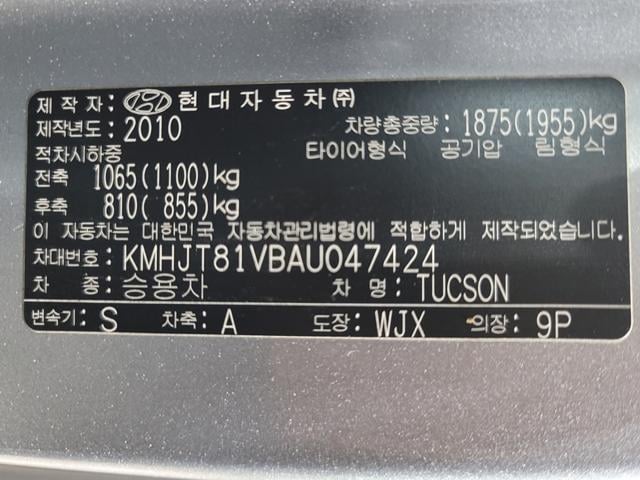 제 작 자 : 현대자동차㈜
제작년도 : 2010 차량총중량 : 1875(1955)kg
적차시하중 타이어형식 공기압 림형식
전축 1065(1100)kg
후축 810( 855)kg
이 자동차는 대한민국 자동차관리법령에 적합하게 제작되었습니다.
차대번호 : KMHJT81VBAU047424
차 종 : 승용차 차 명 : TUCSON
변속기 : S 차축 : A 도장 : WJX 의장 : 9P